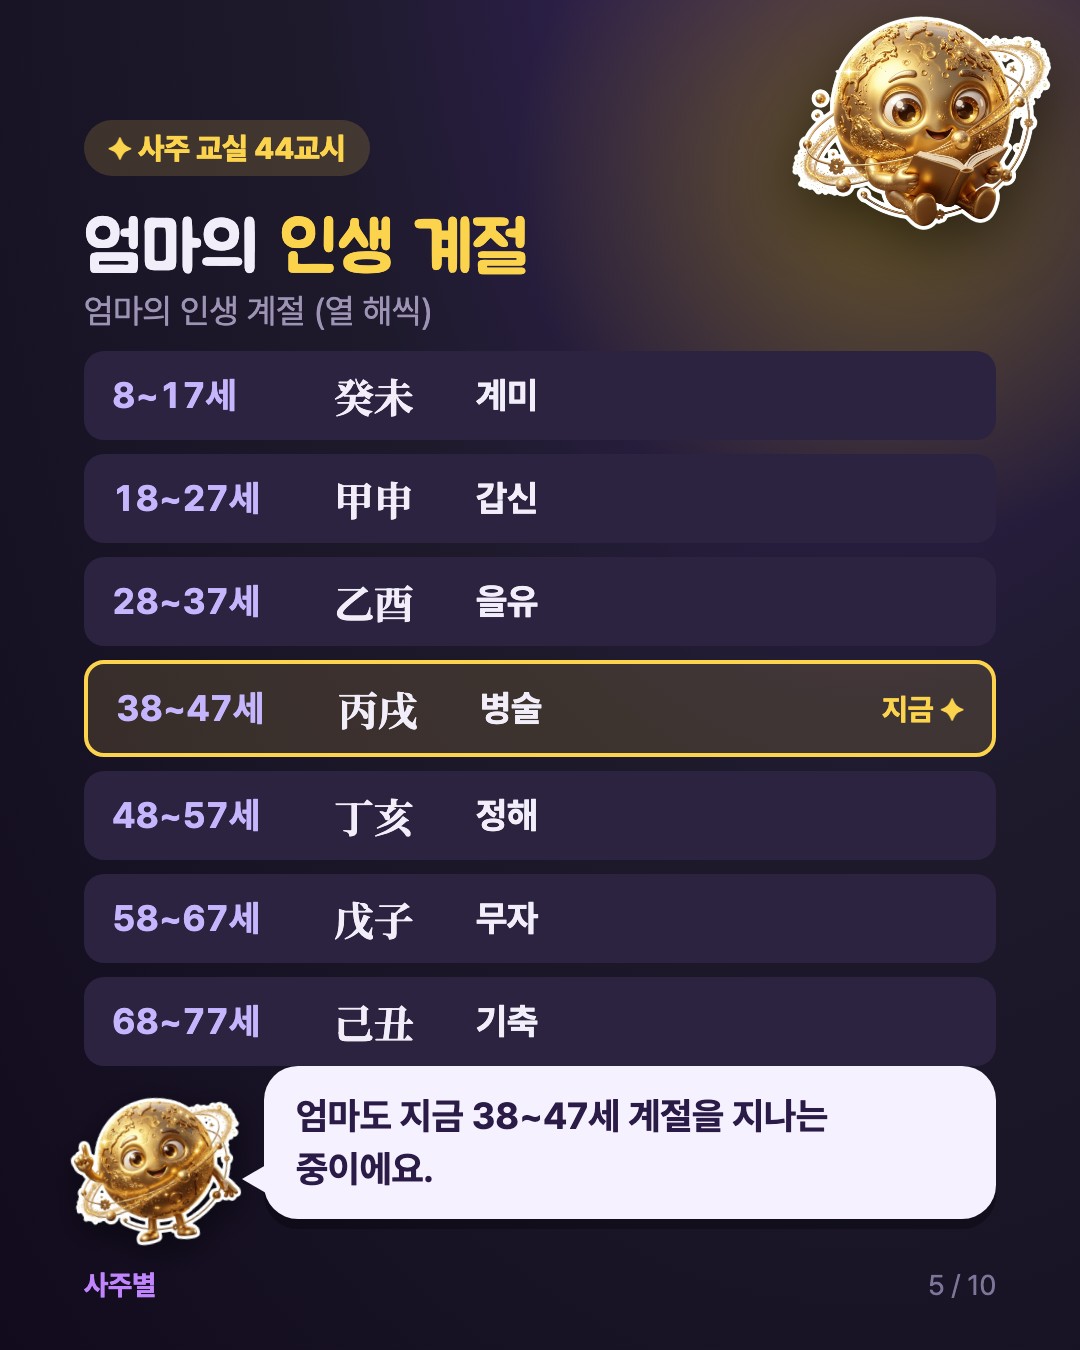 ✦ 사주 교실 44교시
엄마의 인생 계절
엄마의 인생 계절 (열 해씩)
8~17세 癸未 계미
18~27세 甲申 갑신
28~37세 乙酉 을유
38~47세 丙戌 병술 지금 ✦
48~57세 丁亥 정해
58~67세 戊子 무자
68~77세 己丑 기축
엄마도 지금 38~47세 계절을 지나는
중이에요.
사주별 5 / 10